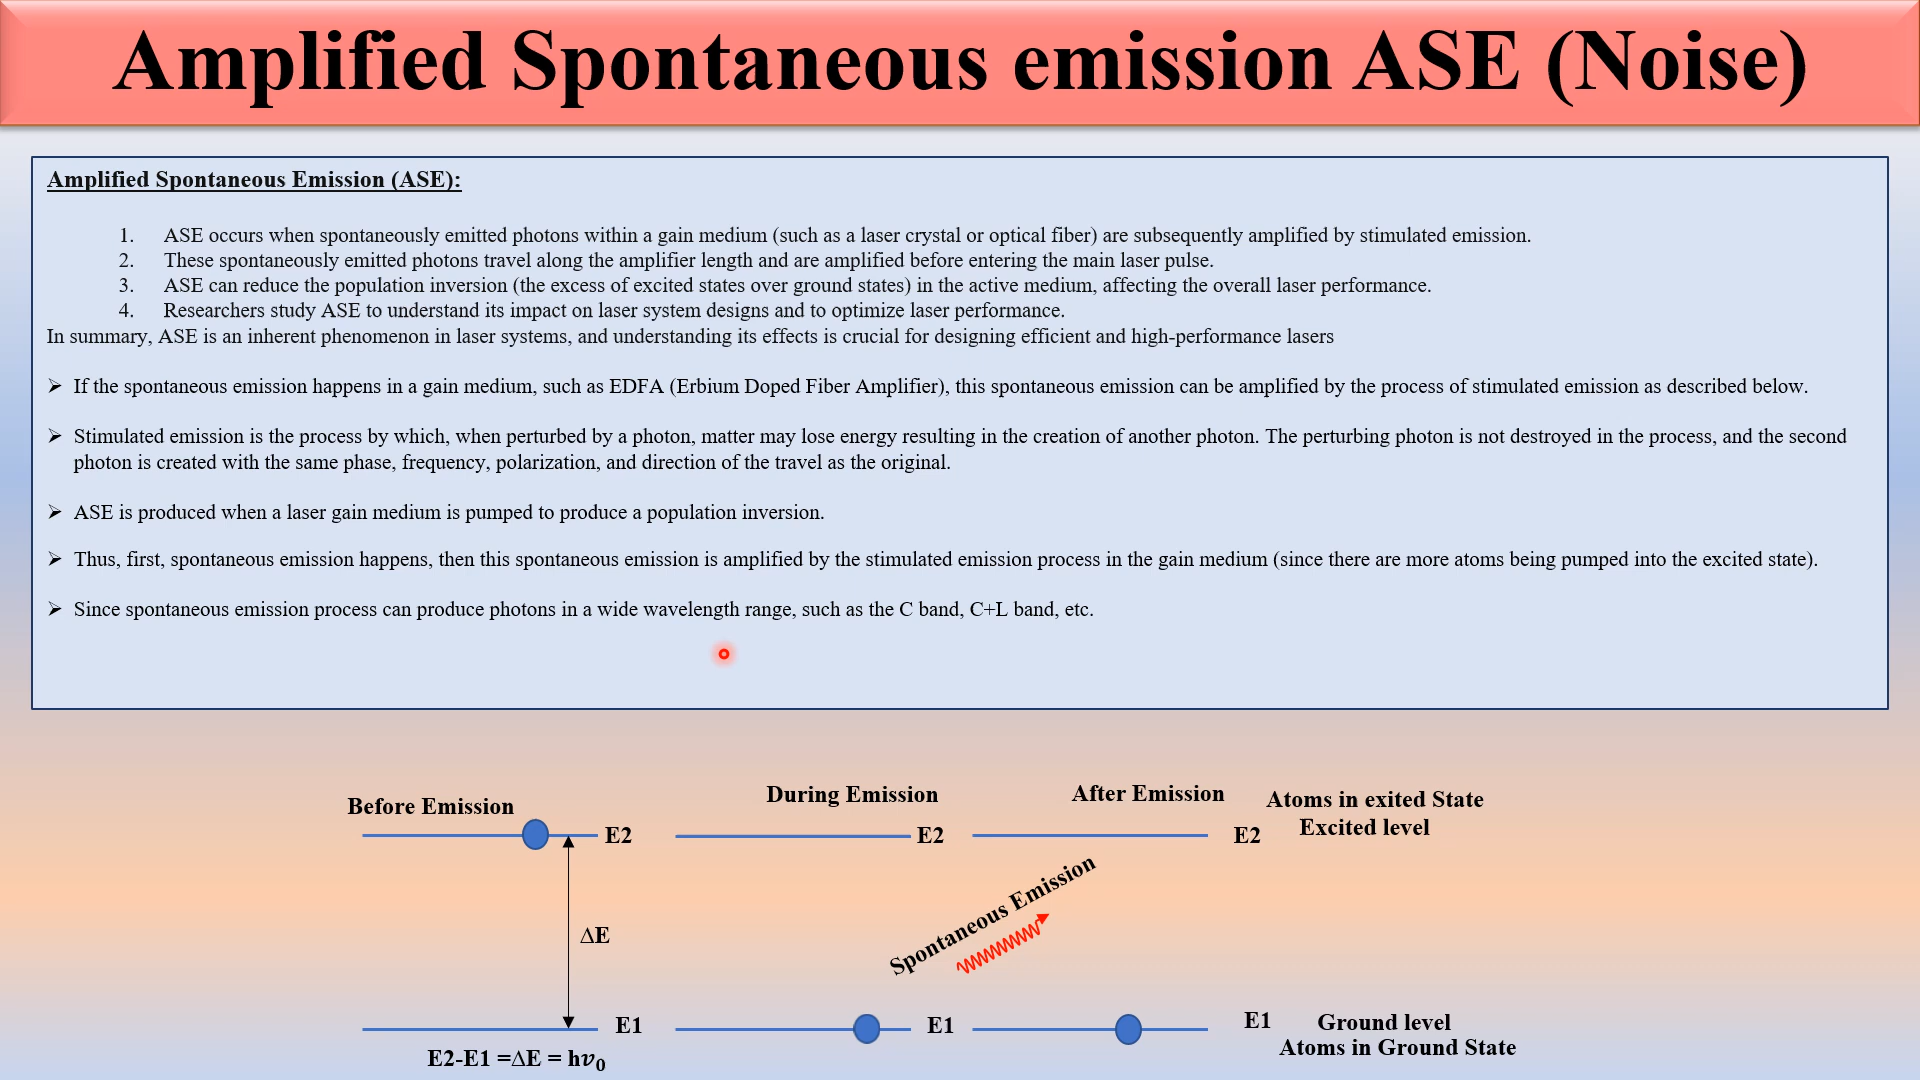 Amplified Spontaneous emission ASE (Noise)
Amplified Spontaneous Emission (ASE):
1. ASE occurs when spontaneously emitted photons within a gain medium (such as a laser crystal or optical fiber) are subsequently amplified by stimulated emission.
2. These spontaneously emitted photons travel along the amplifier length and are amplified before entering the main laser pulse.
3. ASE can reduce the population inversion (the excess of excited states over ground states) in the active medium, affecting the overall laser performance.
4. Researchers study ASE to understand its impact on laser system designs and to optimize laser performance.
In summary, ASE is an inherent phenomenon in laser systems, and understanding its effects is crucial for designing efficient and high-performance lasers
➢ If the spontaneous emission happens in a gain medium, such as EDFA (Erbium Doped Fiber Amplifier), this spontaneous emission can be amplified by the process of stimulated emission as described below.
➢ Stimulated emission is the process by which, when perturbed by a photon, matter may lose energy resulting in the creation of another photon. The perturbing photon is not destroyed in the process, and the second
photon is created with the same phase, frequency, polarization, and direction of the travel as the original.
➢ ASE is produced when a laser gain medium is pumped to produce a population inversion.
➢ Thus, first, spontaneous emission happens, then this spontaneous emission is amplified by the stimulated emission process in the gain medium (since there are more atoms being pumped into the excited state).
➢ Since spontaneous emission process can produce photons in a wide wavelength range, such as the C band, C+L band, etc.
Before Emission
During Emission
After Emission
Atoms in exited State
Excited level
E2
E2
E2
Spontaneous Emission
ΔE
E1
E1
E1
Ground level
Atoms in Ground State
E2-E1 =ΔE = h𝒗₀